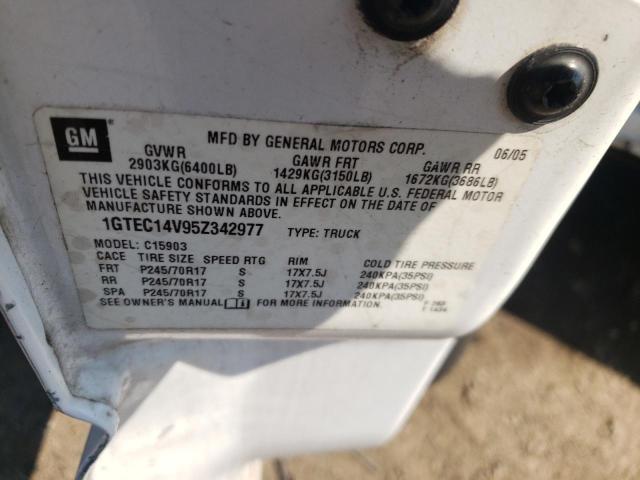 GM
MFD BY GENERAL MOTORS CORP. 06/05
GVWR GAWR FRT GAWR RR
2903KG(6400LB) 1429KG(3150LB) 1672KG(3686LB)
THIS VEHICLE CONFORMS TO ALL APPLICABLE U.S. FEDERAL MOTOR
VEHICLE SAFETY STANDARDS IN EFFECT ON THE DATE OF
MANUFACTURE SHOWN ABOVE.
1GTEC14V95Z342977 TYPE: TRUCK
MODEL: C15903
CACE TIRE SIZE SPEED RTG RIM COLD TIRE PRESSURE
FRT P245/70R17 S 17X7.5J 240KPA(35PSI)
RR P245/70R17 S 17X7.5J 240KPA(35PSI)
SPA P245/70R17 S 17X7.5J 240KPA(35PSI)
SEE OWNER'S MANUAL FOR MORE INFORMATION.